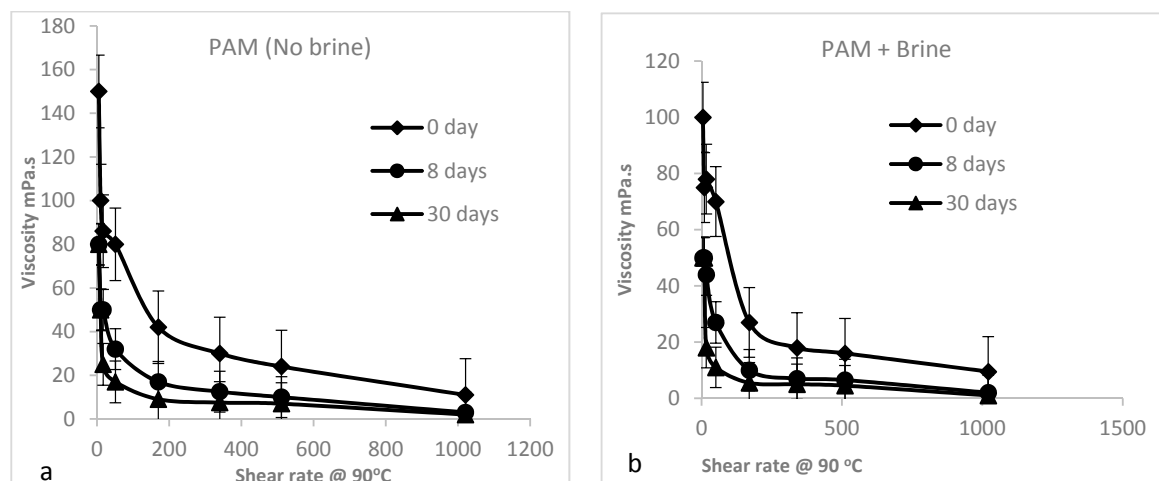 PAM (No brine)
180
160
140
120
100
80
60
40
20
0
Viscosity mPa.s
0 day
8 days
30 days
0 200 400 600 800 1000 1200
Shear rate @ 90°C
a
PAM + Brine
120
100
80
60
40
20
0
Viscosity mPa.s
0 day
8 days
30 days
0 500 1000 1500
Shear rate @ 90 °C
b